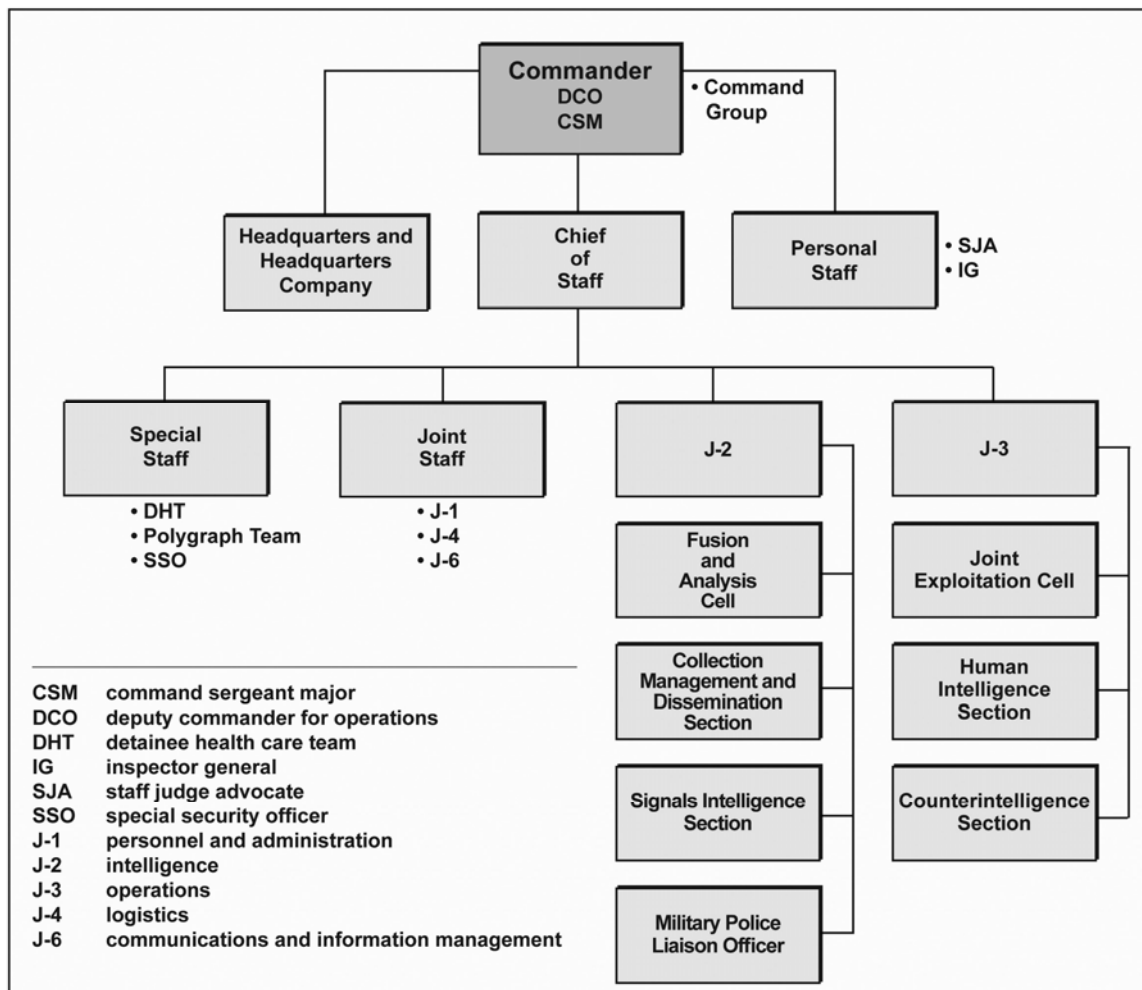 Commander
DCO
CSM
• Command
Group
Headquarters and
Headquarters
Company
Chief
of
Staff
Personal
Staff
• SJA
• IG
Special
Staff
• DHT
• Polygraph Team
• SSO
Joint
Staff
• J-1
• J-4
• J-6
J-2
Fusion
and
Analysis
Cell
Collection
Management and
Dissemination
Section
Signals Intelligence
Section
Military Police
Liaison Officer
J-3
Joint
Exploitation Cell
Human
Intelligence
Section
Counterintelligence
Section
CSM command sergeant major
DCO deputy commander for operations
DHT detainee health care team
IG inspector general
SJA staff judge advocate
SSO special security officer
J-1 personnel and administration
J-2 intelligence
J-3 operations
J-4 logistics
J-6 communications and information management